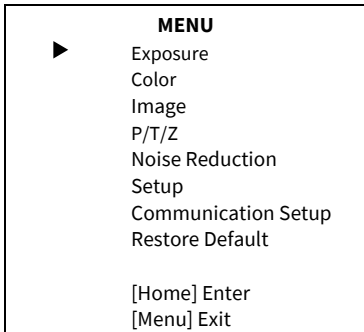 MENU
▶ Exposure
Color
Image
P/T/Z
Noise Reduction
Setup
Communication Setup
Restore Default
[Home] Enter
[Menu] Exit